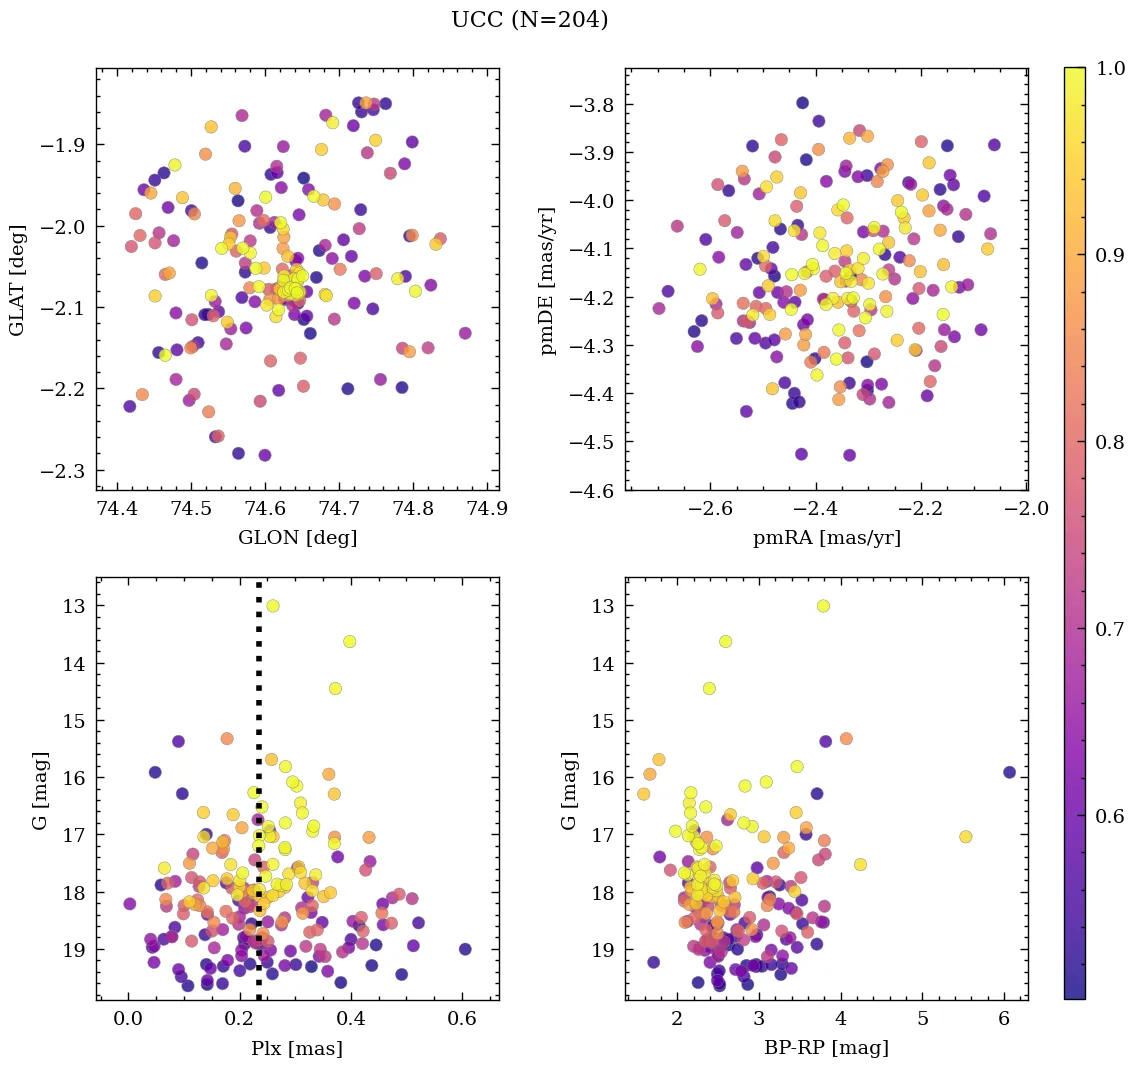 UCC (N=204)
−1.9
−2.0
−2.1
−2.2
−2.3
GLAT [deg]
74.4 74.5 74.6 74.7 74.8 74.9
GLON [deg]
−3.8
−3.9
−4.0
−4.1
−4.2
−4.3
−4.4
−4.5
−4.6
pmDE [mas/yr]
−2.6 −2.4 −2.2 −2.0
pmRA [mas/yr]
13
14
15
16
17
18
19
G [mag]
0.0 0.2 0.4 0.6
Plx [mas]
13
14
15
16
17
18
19
G [mag]
2 3 4 5 6
BP-RP [mag]
1.0
0.9
0.8
0.7
0.6